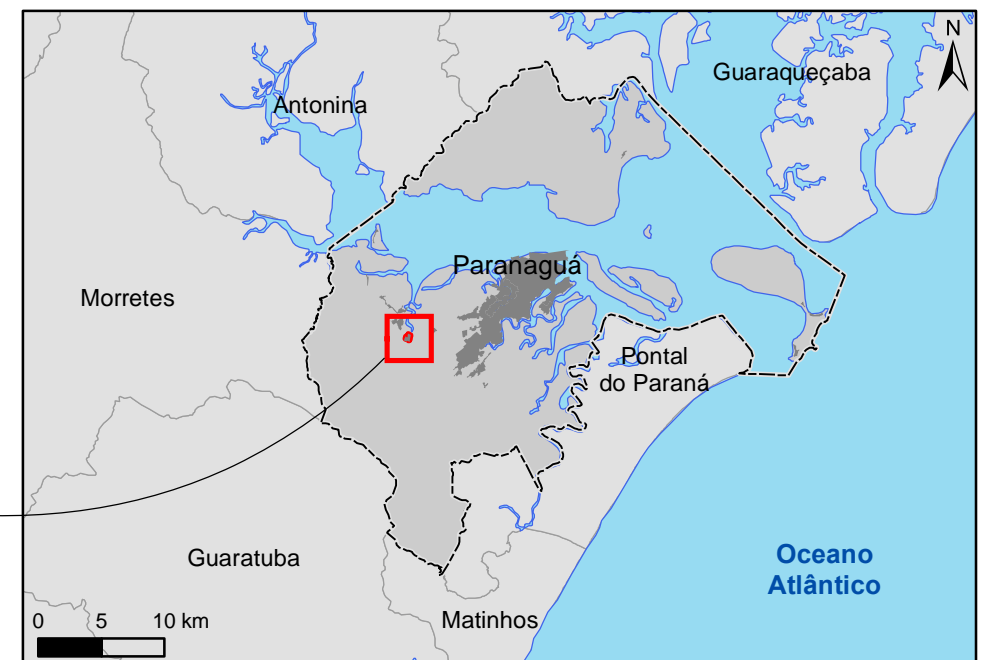 N
Guaraqueçaba
Antonina
Paranaguá
Morretes
Pontal
do Paraná
Guaratuba
Oceano
Atlântico
Matinhos
0 5 10 km